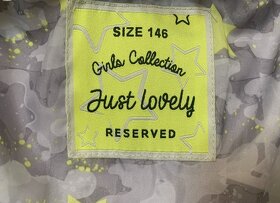 SIZE 146
Girls Collection
Just lovely
RESERVED